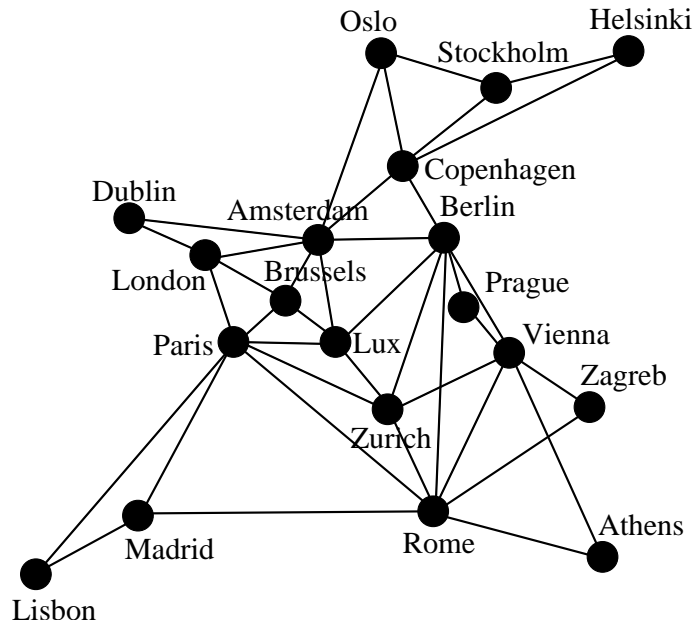 Oslo
Helsinki
Stockholm
Copenhagen
Dublin
Amsterdam
Berlin
London
Brussels
Prague
Paris
Lux
Vienna
Zagreb
Zurich
Madrid
Rome
Athens
Lisbon